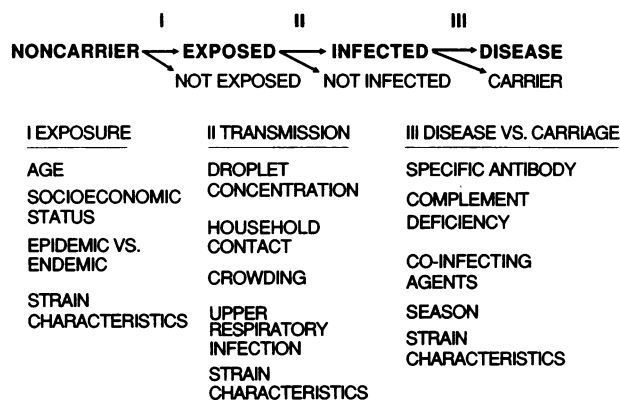 I II III
NONCARRIER EXPOSED INFECTED DISEASE
NOT EXPOSED NOT INFECTED CARRIER
I EXPOSURE
AGE
SOCIOECONOMIC
STATUS
EPIDEMIC VS.
ENDEMIC
STRAIN
CHARACTERISTICS
II TRANSMISSION
DROPLET
CONCENTRATION
HOUSEHOLD
CONTACT
CROWDING
UPPER
RESPIRATORY
INFECTION
STRAIN
CHARACTERISTICS
III DISEASE VS. CARRIAGE
SPECIFIC ANTIBODY
COMPLEMENT
DEFICIENCY
CO-INFECTING
AGENTS
SEASON
STRAIN
CHARACTERISTICS